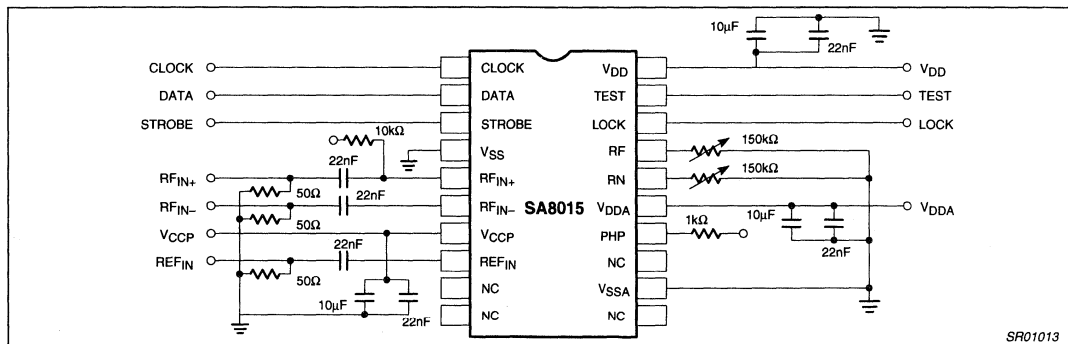 10μF
22nF
CLOCK
CLOCK
VDD
VDD
DATA
DATA
TEST
TEST
STROBE
STROBE
LOCK
LOCK
10kΩ
VSS
RF
150kΩ
22nF
RFIN+
RFIN+
RN
150kΩ
50Ω
22nF
RFIN–
RFIN–
SA8015
VDDA
VDDA
50Ω
1kΩ
10μF
VCCP
VCCP
PHP
22nF
22nF
REFIN
REFIN
NC
50Ω
NC
VSSA
10μF
22nF
NC
NC
SR01013